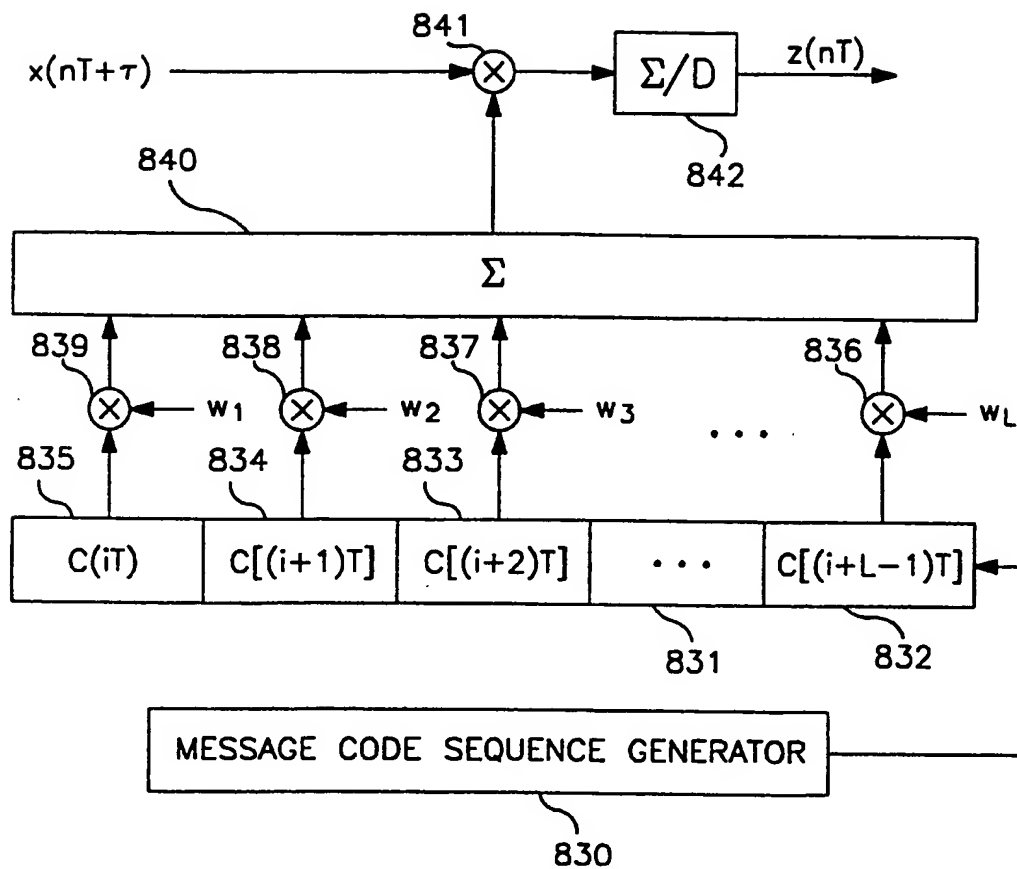 841
x(nT+τ)
Σ/D
z(nT)
842
840
Σ
839
838
837
836
w1
w2
w3
• • •
wL
835
834
833
C(iT)
C[(i+1)T]
C[(i+2)T]
• • •
C[(i+L−1)T]
831
832
MESSAGE CODE SEQUENCE GENERATOR
830